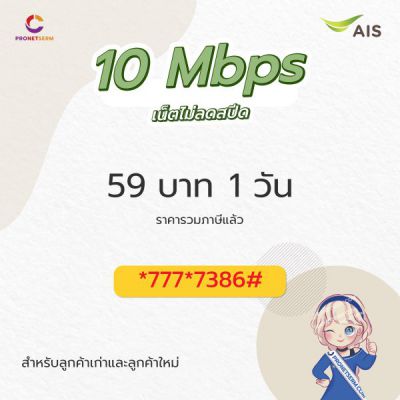 PRONETSERM
AIS
10 Mbps
เน็ตไม่ลดสปีด
59 บาท 1 วัน
ราคารวมภาษีแล้ว
*777*7386#
สำหรับลูกค้าเก่าและลูกค้าใหม่
PRONETSERM.Com